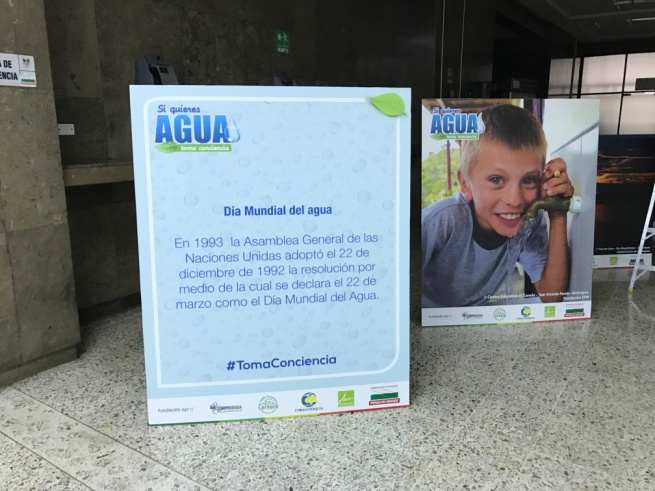 A DE
ENCIA
Si quieres
AGUA
toma conciencia
Día Mundial del agua
En 1993 la Asamblea General de las
Naciones Unidas adoptó el 22 de
diciembre de 1992 la resolución por
medio de la cual se declara el 22 de
marzo como el Día Mundial del Agua.
#TomaConciencia
Fundación
Si quieres
AGUA
toma conciencia